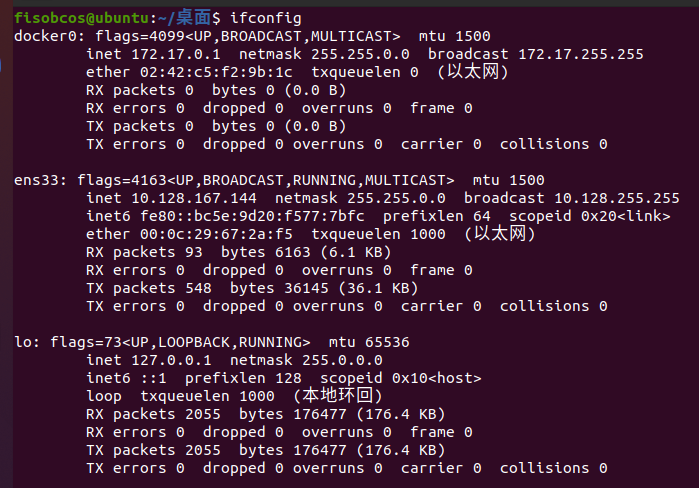 fisobcos@ubuntu:~/桌面$ ifconfig
docker0: flags=4099<UP,BROADCAST,MULTICAST>  mtu 1500
        inet 172.17.0.1  netmask 255.255.0.0  broadcast 172.17.255.255
        ether 02:42:c5:f2:9b:1c  txqueuelen 0  (以太网)
        RX packets 0  bytes 0 (0.0 B)
        RX errors 0  dropped 0  overruns 0  frame 0
        TX packets 0  bytes 0 (0.0 B)
        TX errors 0  dropped 0 overruns 0  carrier 0  collisions 0

ens33: flags=4163<UP,BROADCAST,RUNNING,MULTICAST>  mtu 1500
        inet 10.128.167.144  netmask 255.255.0.0  broadcast 10.128.255.255
        inet6 fe80::bc5e:9d20:f577:7bfc  prefixlen 64  scopeid 0x20<link>
        ether 00:0c:29:67:2a:f5  txqueuelen 1000  (以太网)
        RX packets 93  bytes 6163 (6.1 KB)
        RX errors 0  dropped 0  overruns 0  frame 0
        TX packets 548  bytes 36145 (36.1 KB)
        TX errors 0  dropped 0 overruns 0  carrier 0  collisions 0

lo: flags=73<UP,LOOPBACK,RUNNING>  mtu 65536
        inet 127.0.0.1  netmask 255.0.0.0
        inet6 ::1  prefixlen 128  scopeid 0x10<host>
        loop  txqueuelen 1000  (本地环回)
        RX packets 2055  bytes 176477 (176.4 KB)
        RX errors 0  dropped 0  overruns 0  frame 0
        TX packets 2055  bytes 176477 (176.4 KB)
        TX errors 0  dropped 0 overruns 0  carrier 0  collisions 0